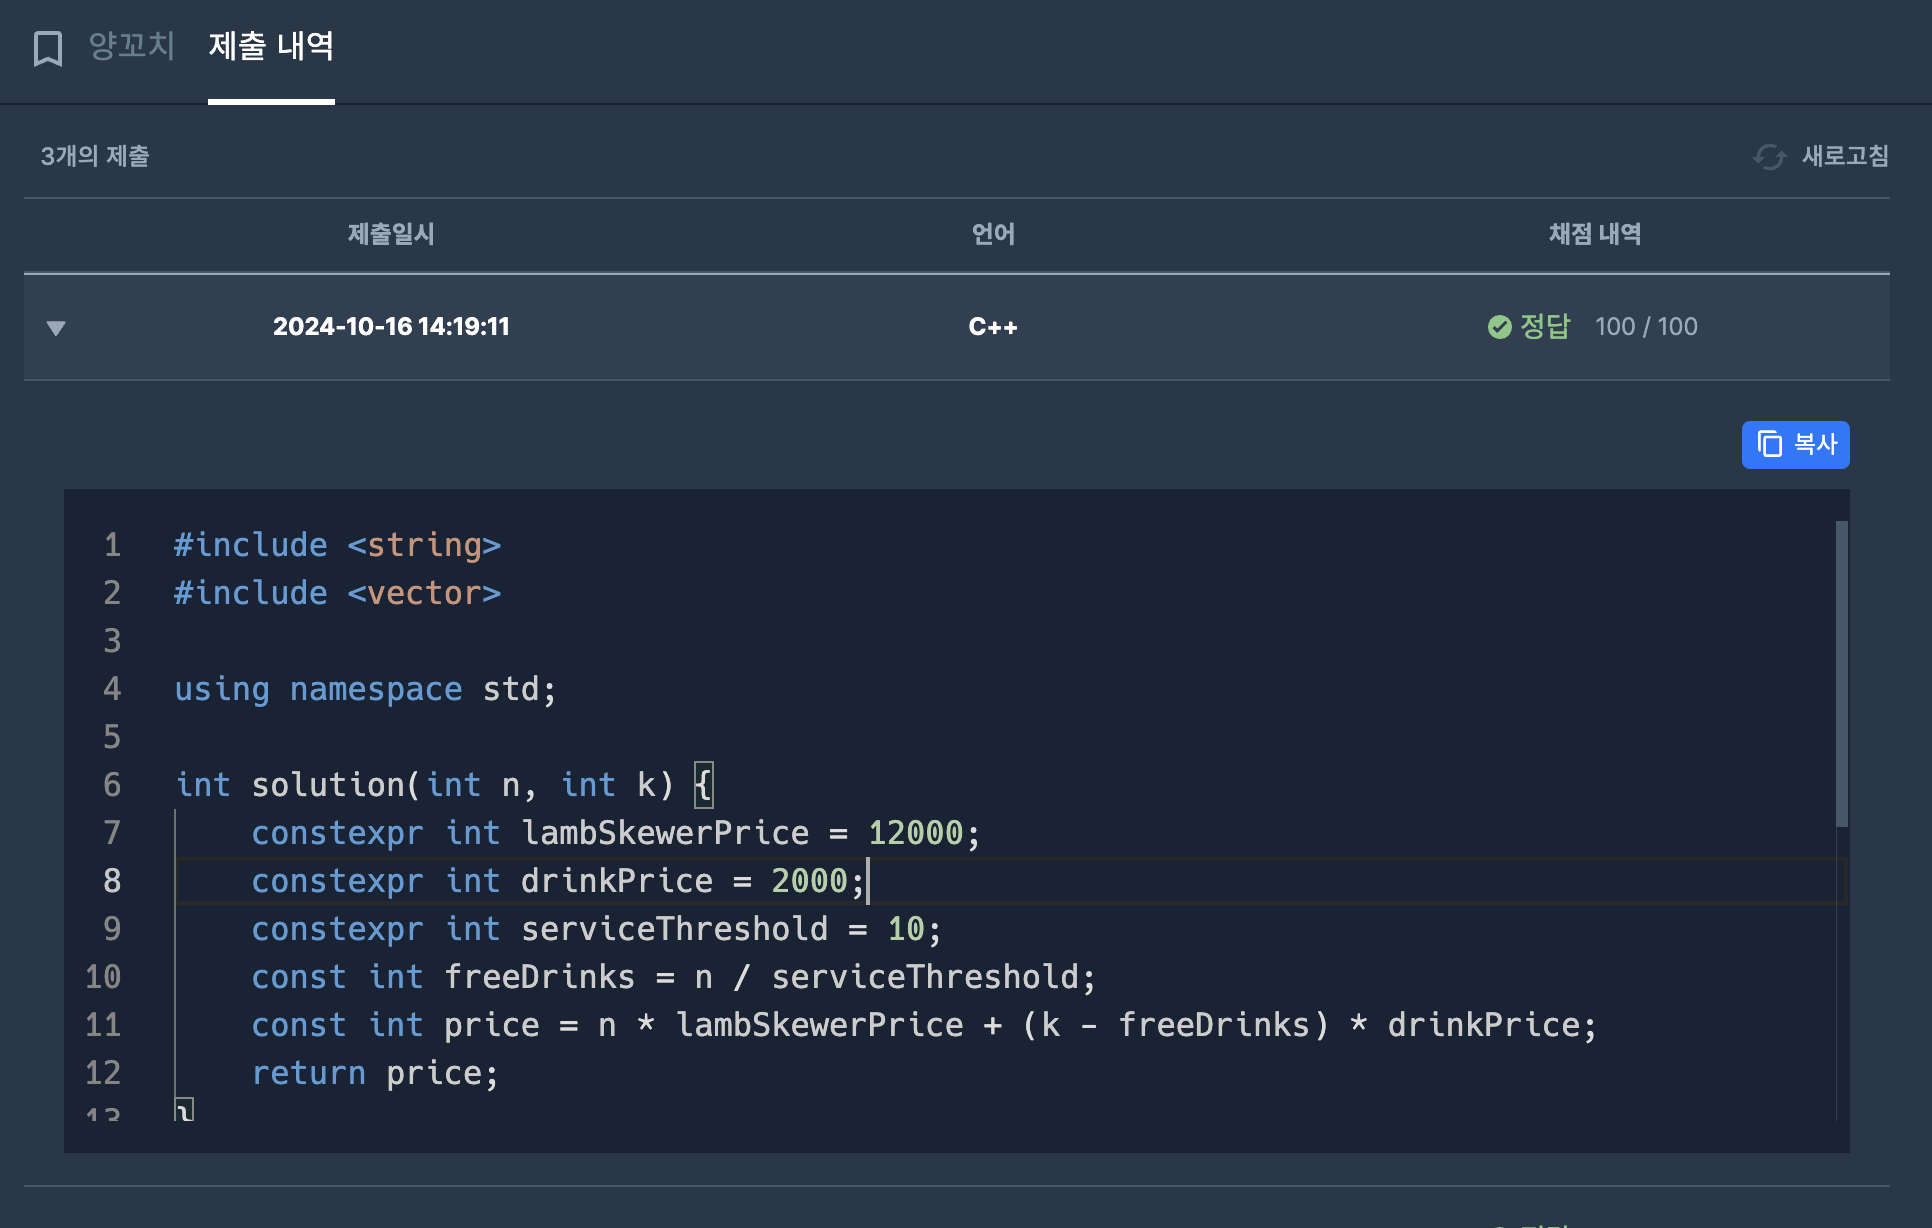 양꼬치 제출 내역
3개의 제출 새로고침
제출일시 언어 채점 내역
2024-10-16 14:19:11 C++ 정답 100 / 100
복사
1 #include <string>
2 #include <vector>
3
4 using namespace std;
5
6 int solution(int n, int k) {
7 constexpr int lambSkewerPrice = 12000;
8 constexpr int drinkPrice = 2000;
9 constexpr int serviceThreshold = 10;
10 const int freeDrinks = n / serviceThreshold;
11 const int price = n * lambSkewerPrice + (k - freeDrinks) * drinkPrice;
12 return price;
13 }